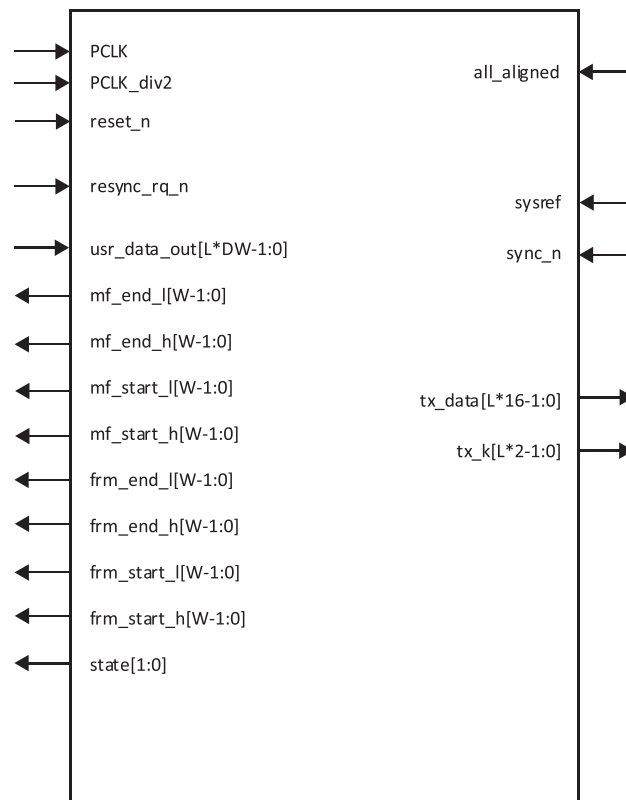 PCLK
PCLK_div2
reset_n
resync_rq_n
usr_data_out[L*DW-1:0]
mf_end_l[W-1:0]
mf_end_h[W-1:0]
mf_start_l[W-1:0]
mf_start_h[W-1:0]
frm_end_l[W-1:0]
frm_end_h[W-1:0]
frm_start_l[W-1:0]
frm_start_h[W-1:0]
state[1:0]
all_aligned
sysref
sync_n
tx_data[L*16-1:0]
tx_k[L*2-1:0]